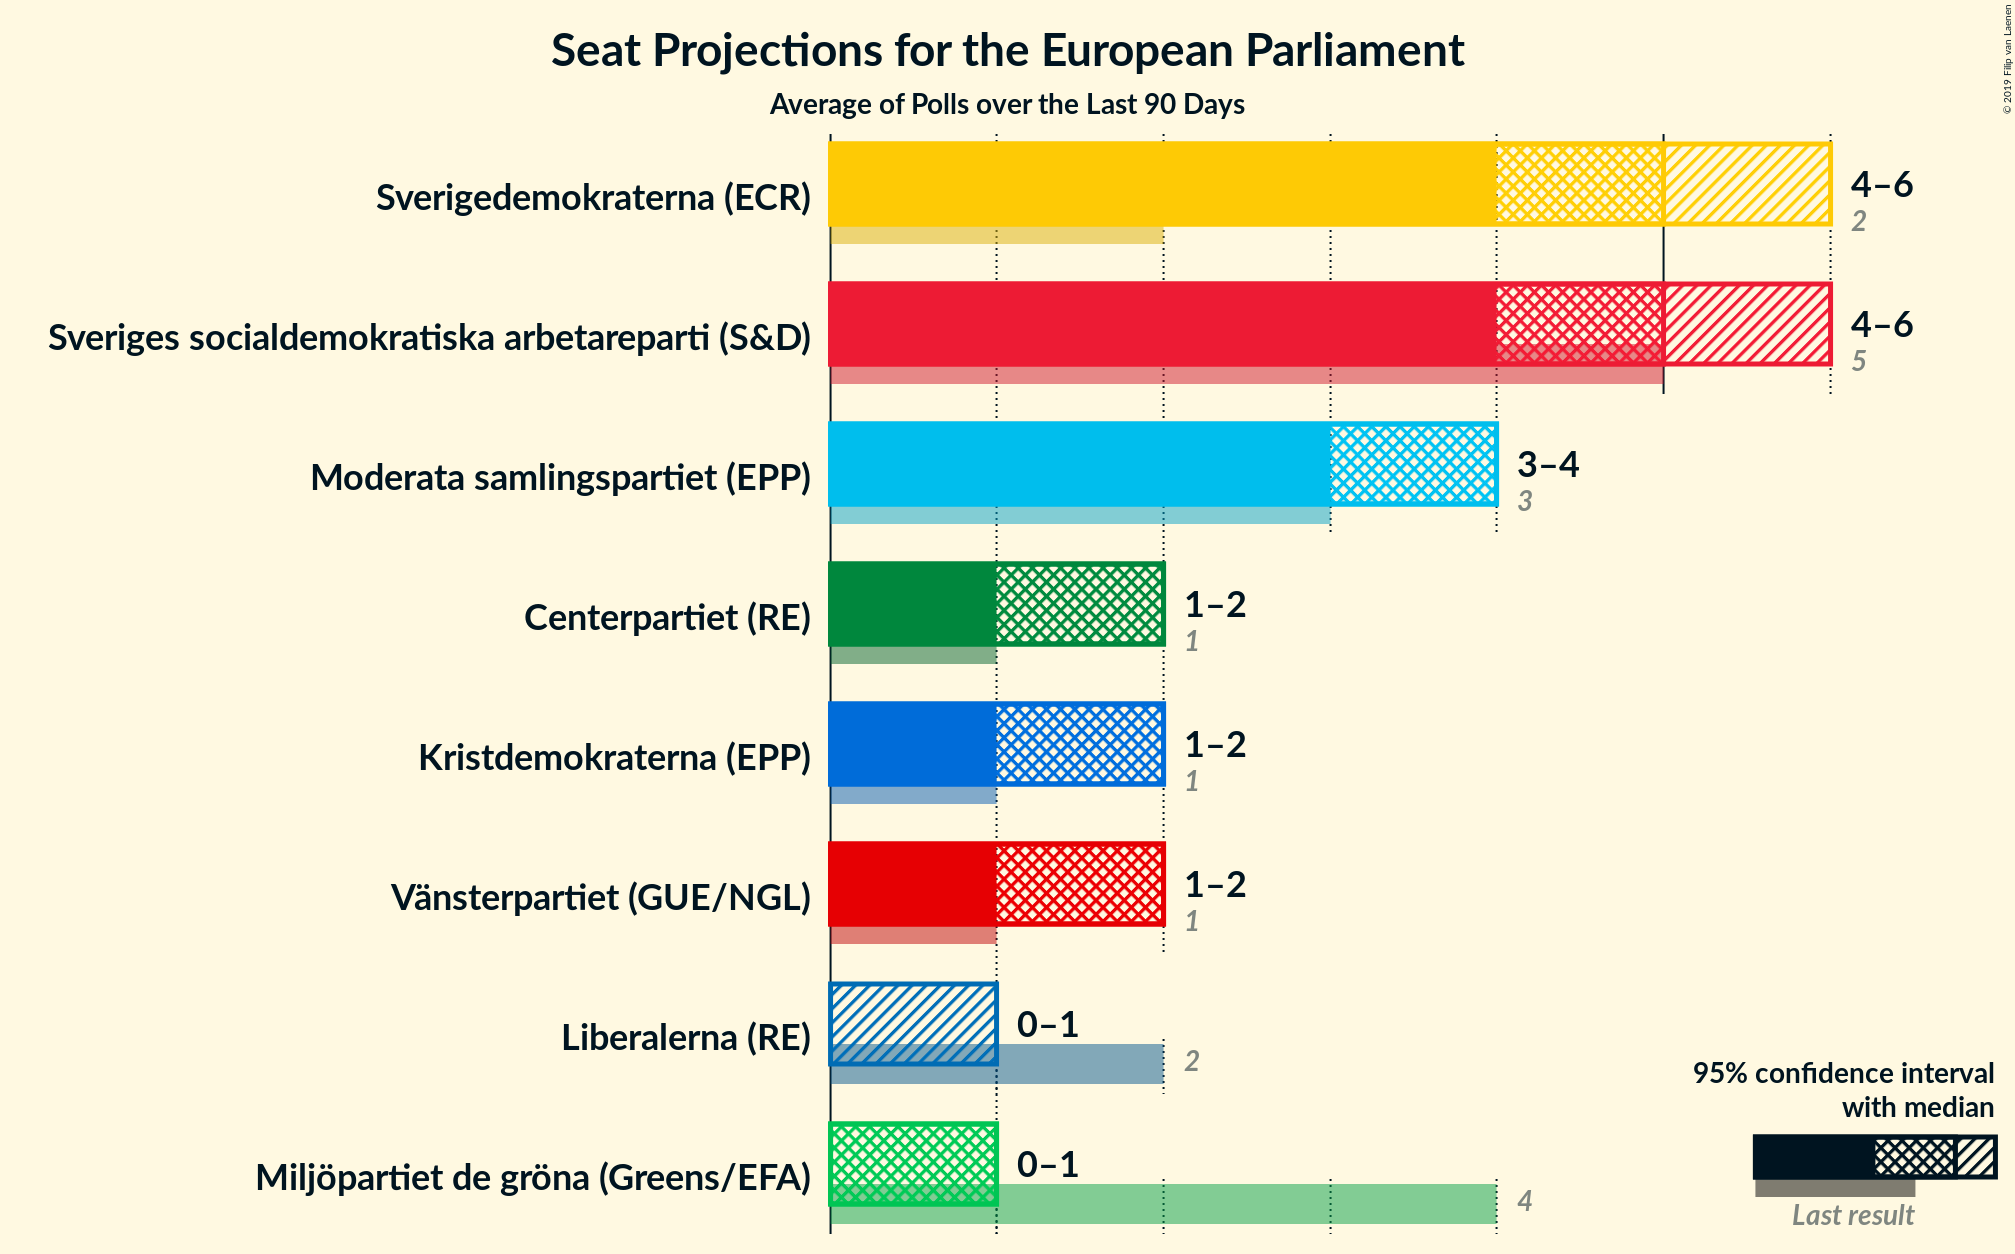 Seat Projections for the European Parliament
Average of Polls over the Last 90 Days
© 2019 Filip van Laenen
Sverigedemokraterna (ECR)
4–6
2
Sveriges socialdemokratiska arbetareparti (S&D)
4–6
5
Moderata samlingspartiet (EPP)
3–4
3
Centerpartiet (RE)
1–2
1
Kristdemokraterna (EPP)
1–2
1
Vänsterpartiet (GUE/NGL)
1–2
1
Liberalerna (RE)
0–1
2
Miljöpartiet de gröna (Greens/EFA)
0–1
4
95% confidence interval
with median
Last result